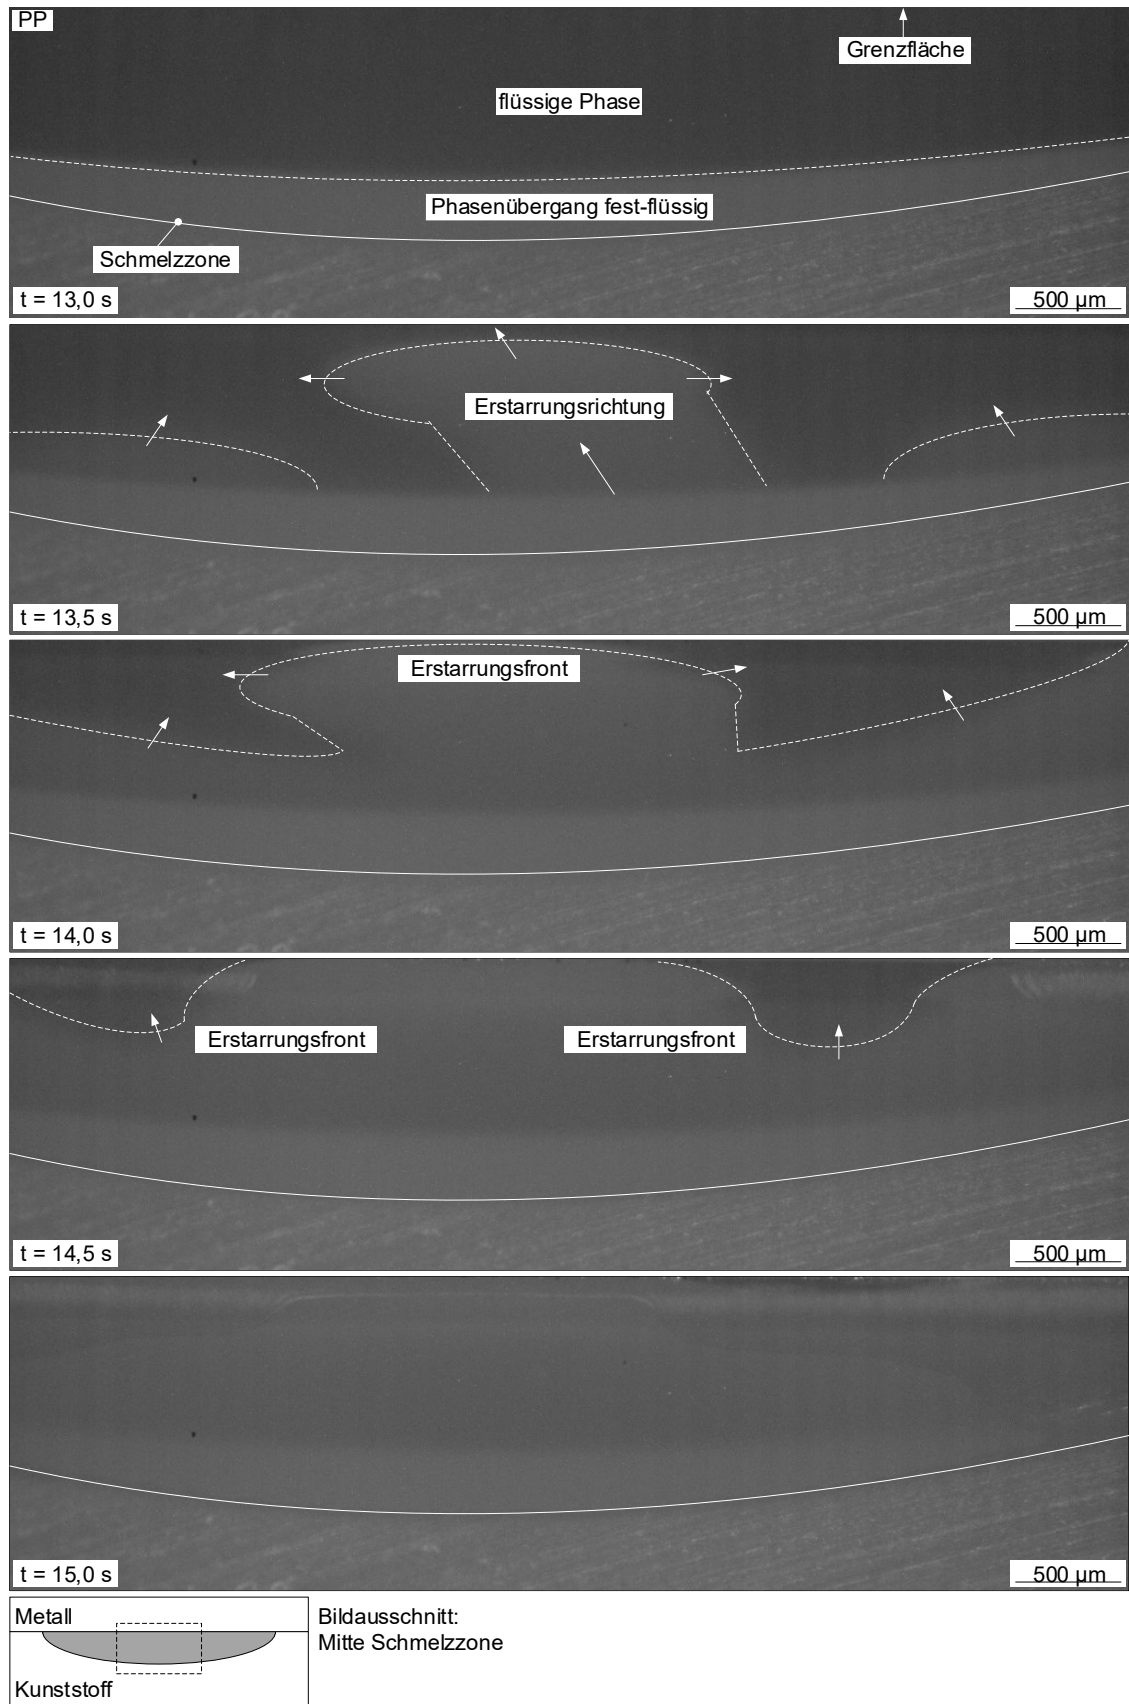 PP
Grenzfläche
flüssige Phase
Phasenübergang fest-flüssig
Schmelzzone
t = 13,0 s
500 µm
Erstarrungsrichtung
t = 13,5 s
500 µm
Erstarrungsfront
t = 14,0 s
500 µm
Erstarrungsfront
Erstarrungsfront
t = 14,5 s
500 µm
t = 15,0 s
500 µm
Metall
Kunststoff
Bildausschnitt:
Mitte Schmelzzone